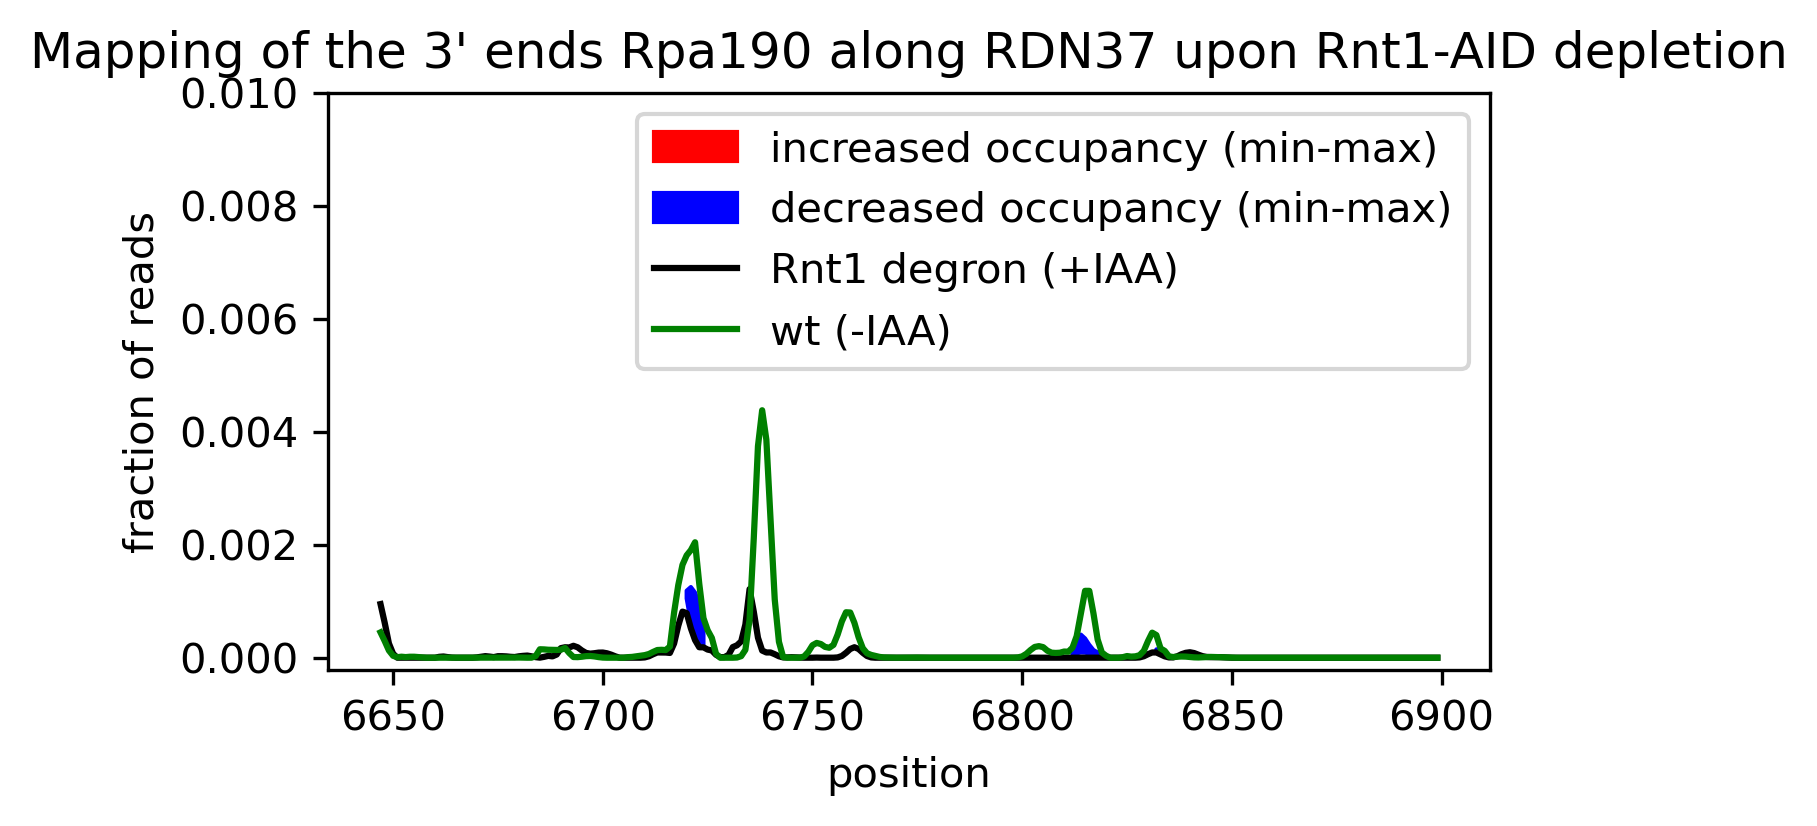 Mapping of the 3' ends Rpa190 along RDN37 upon Rnt1-AID depletion
0.010
0.008
0.006
0.004
0.002
0.000
fraction of reads
increased occupancy (min-max)
decreased occupancy (min-max)
Rnt1 degron (+IAA)
wt (-IAA)
6650 6700 6750 6800 6850 6900
position